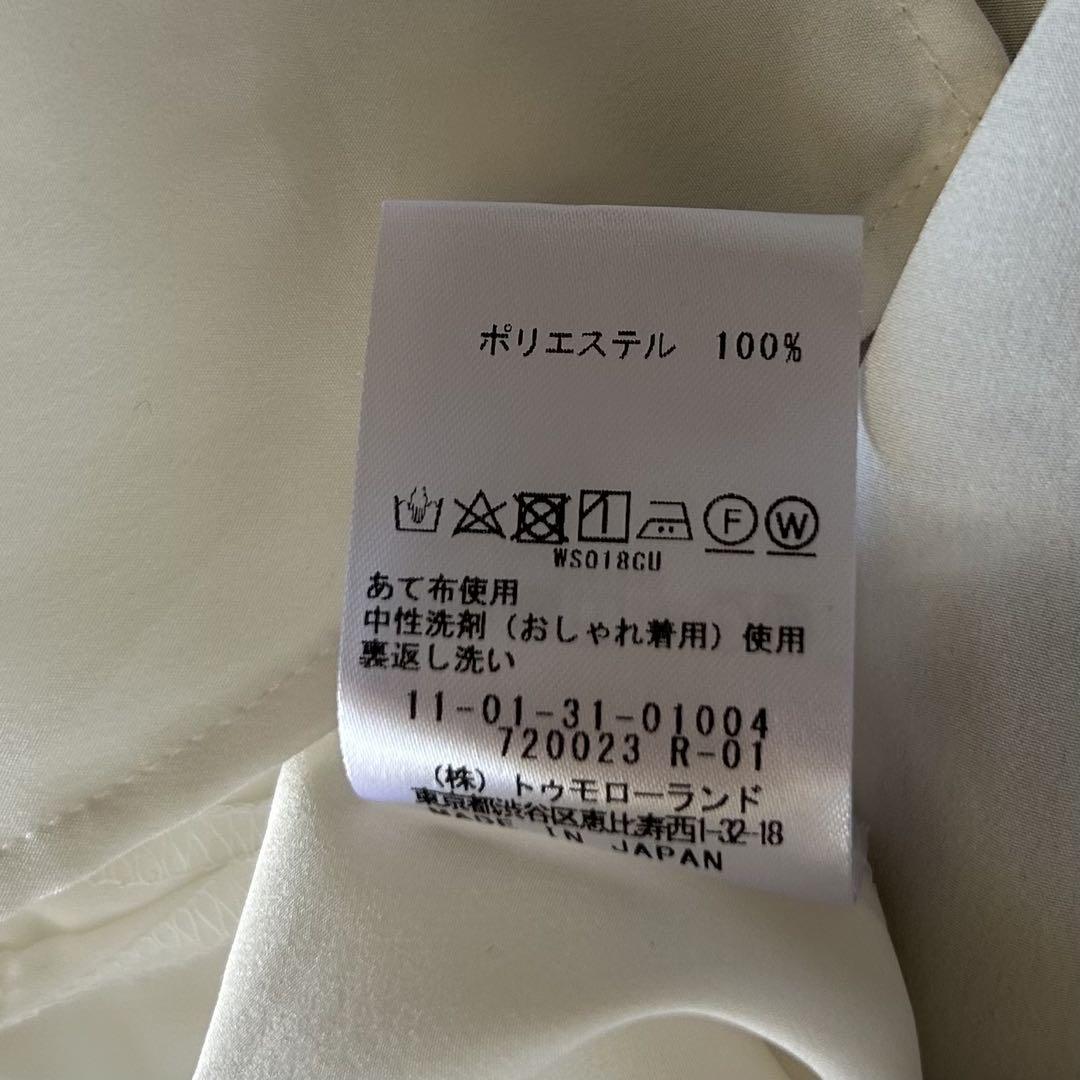 ポリエステル 100%
F W
WS018GU
あて布使用
中性洗剤（おしゃれ着用）使用
裏返し洗い
11-01-31-01004
720023 R-01
（株）トゥモローランド
東京都渋谷区恵比寿西1-32-18
MADE IN JAPAN